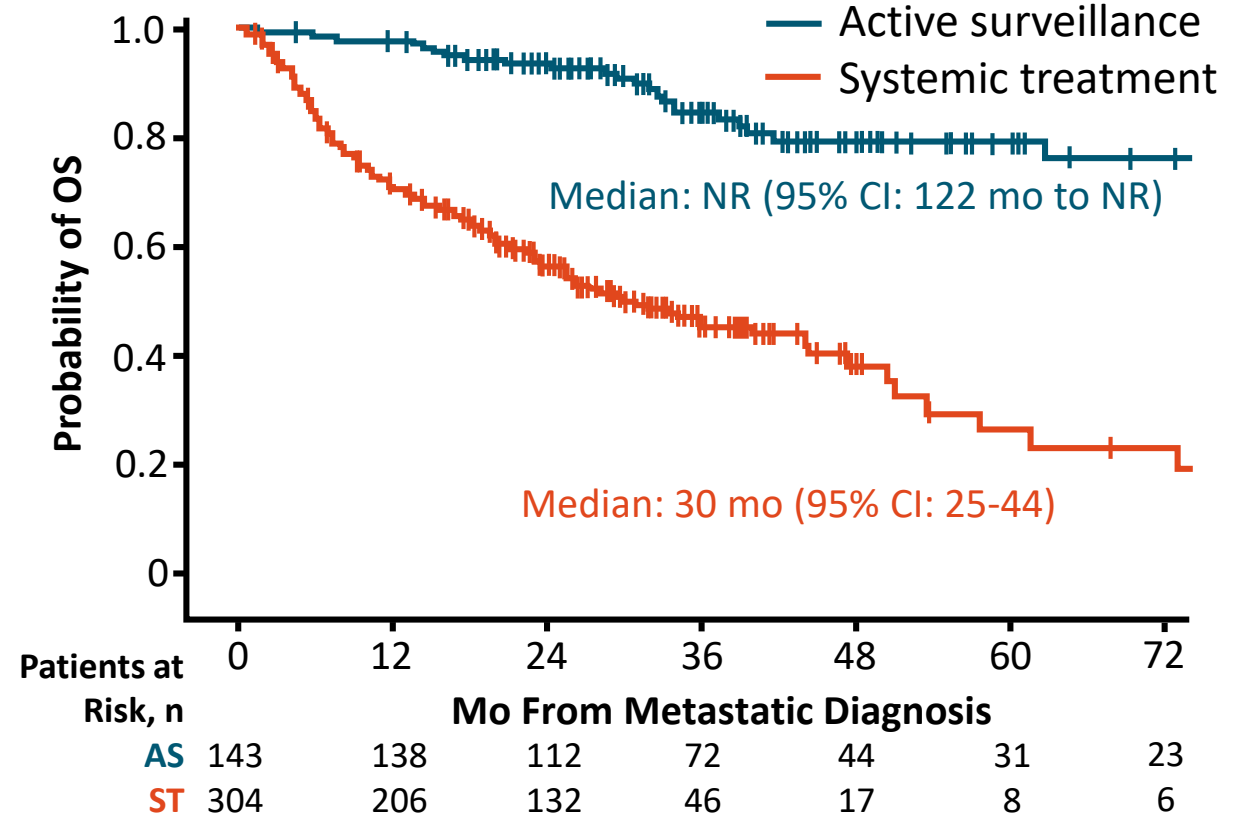 Active surveillance
Systemic treatment
Probability of OS
1.0
0.8
0.6
0.4
0.2
0
Median: NR (95% CI: 122 mo to NR)
Median: 30 mo (95% CI: 25-44)
0 12 24 36 48 60 72
Mo From Metastatic Diagnosis
Patients at
Risk, n
AS 143 138 112 72 44 31 23
ST 304 206 132 46 17 8 6